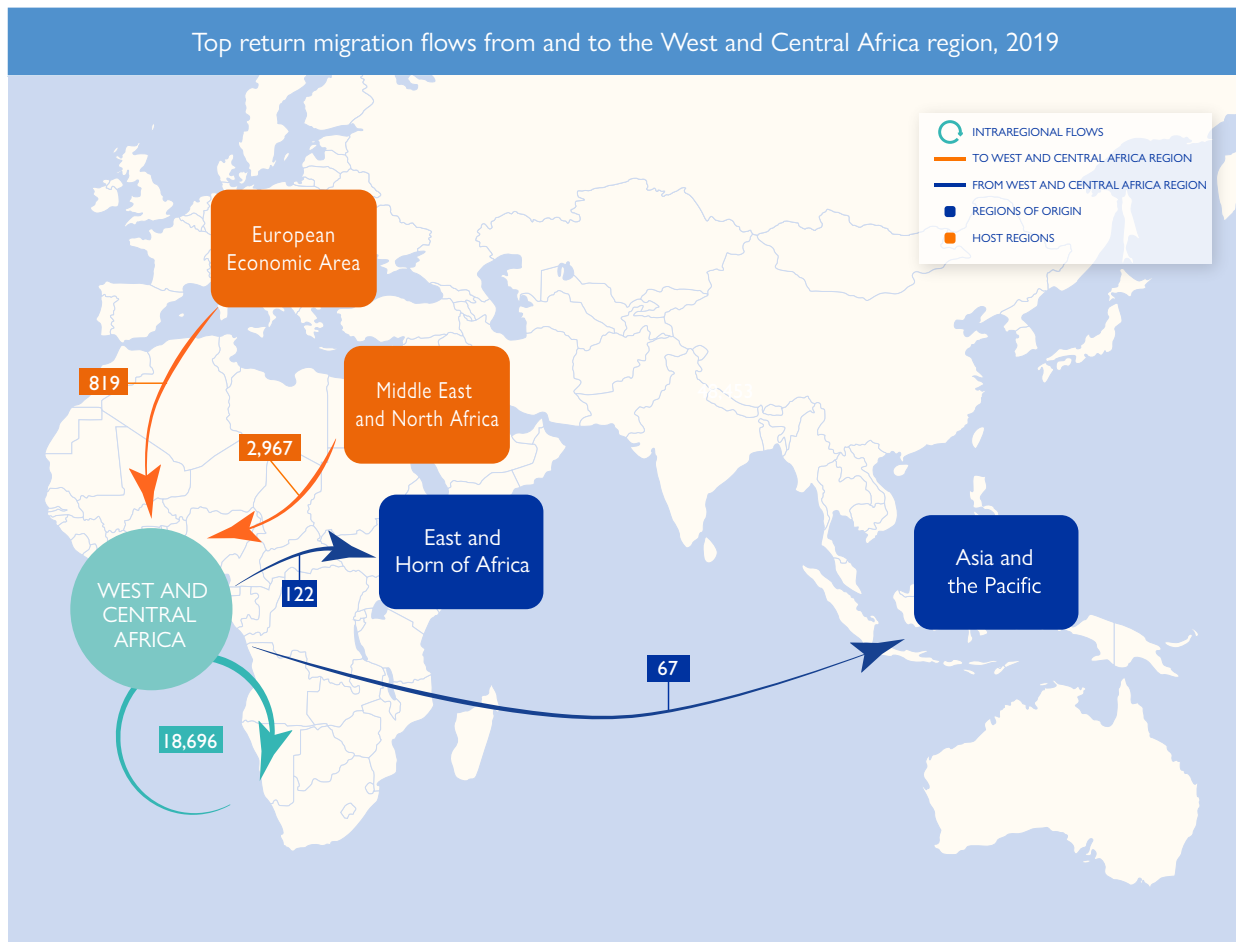 Top return migration flows from and to the West and Central Africa region, 2019
INTRAREGIONAL FLOWS
TO WEST AND CENTRAL AFRICA REGION
FROM WEST AND CENTRAL AFRICA REGION
REGIONS OF ORIGIN
HOST REGIONS
European
Economic Area
819
Middle East
and North Africa
2,967
East and
Horn of Africa
122
Asia and
the Pacific
WEST AND
CENTRAL
AFRICA
67
18,696